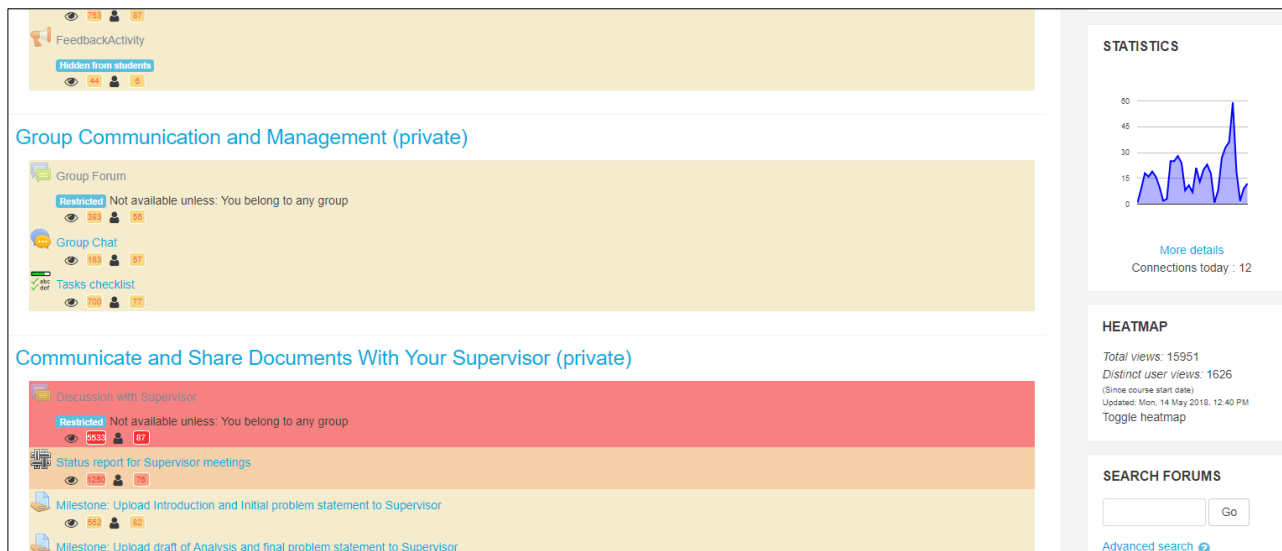 753 87
FeedbackActivity
Hidden from students
44 6
Group Communication and Management (private)
Group Forum
Restricted Not available unless: You belong to any group
393 56
Group Chat
183 57
abc
def
Tasks checklist
700 77
Communicate and Share Documents With Your Supervisor (private)
Discussion with Supervisor
Restricted Not available unless: You belong to any group
5533 87
Status report for Supervisor meetings
1250 76
Milestone: Upload Introduction and Initial problem statement to Supervisor
552 82
Milestone: Upload draft of Analysis and final problem statement to Supervisor
STATISTICS
60
45
30
15
0
More details
Connections today : 12
HEATMAP
Total views: 15951
Distinct user views: 1626
(Since course start date)
Updated: Mon, 14 May 2018, 12:40 PM
Toggle heatmap
SEARCH FORUMS
Go
Advanced search ?